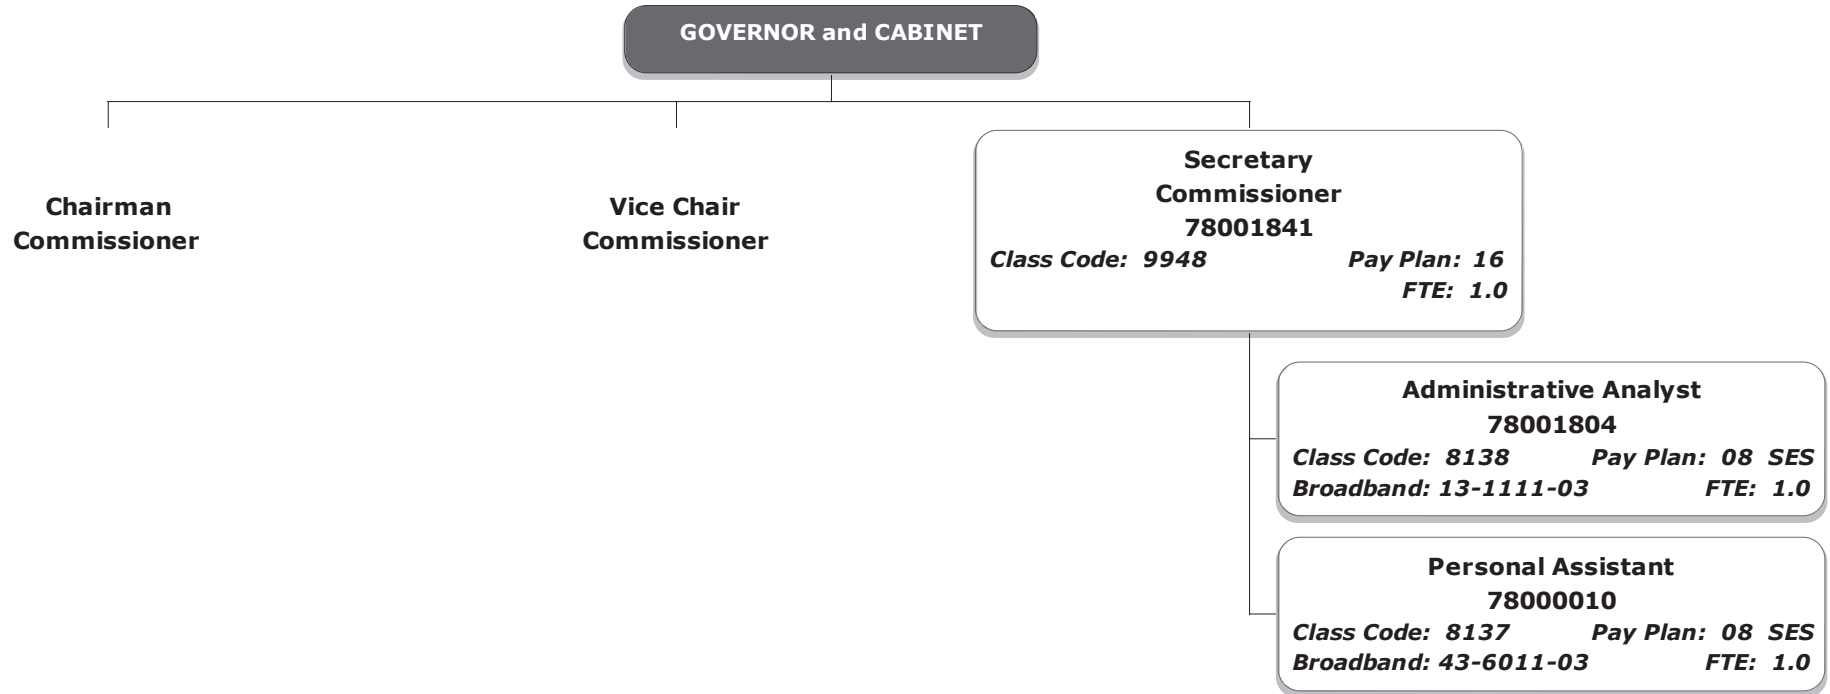 GOVERNOR and CABINET
Chairman
Commissioner
Vice Chair
Commissioner
Secretary
Commissioner
78001841
Class Code: 9948 Pay Plan: 16
FTE: 1.0
Administrative Analyst
78001804
Class Code: 8138 Pay Plan: 08 SES
Broadband: 13-1111-03 FTE: 1.0
Personal Assistant
78000010
Class Code: 8137 Pay Plan: 08 SES
Broadband: 43-6011-03 FTE: 1.0